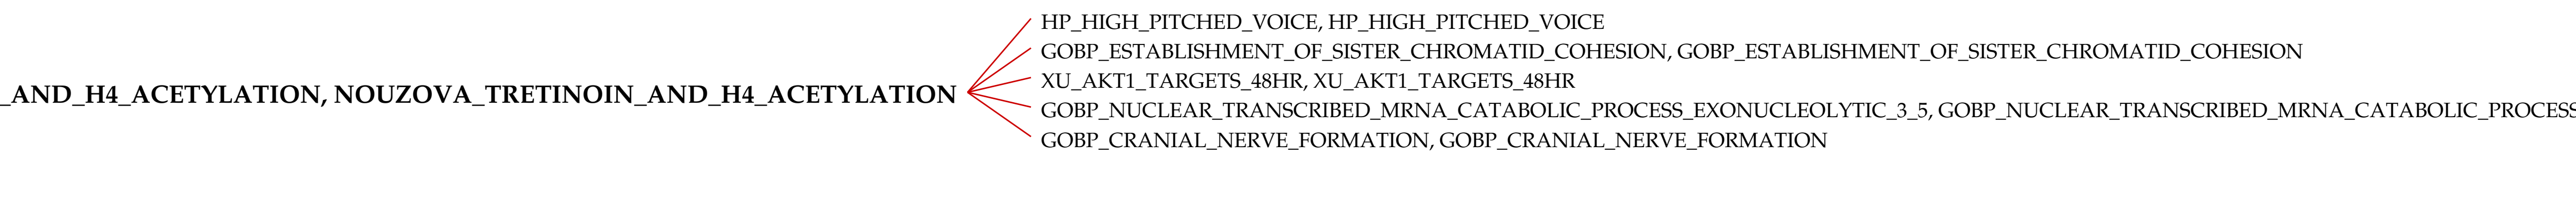 HP_HIGH_PITCHED_VOICE, HP_HIGH_PITCHED_VOICE
GOBP_ESTABLISHMENT_OF_SISTER_CHROMATID_COHESION, GOBP_ESTABLISHMENT_OF_SISTER_CHROMATID_COHESION
XU_AKT1_TARGETS_48HR, XU_AKT1_TARGETS_48HR
_AND_H4_ACETYLATION, NOUZOVA_TRETINOIN_AND_H4_ACETYLATION
GOBP_NUCLEAR_TRANSCRIBED_MRNA_CATABOLIC_PROCESS_EXONUCLEOLYTIC_3_5, GOBP_NUCLEAR_TRANSCRIBED_MRNA_CATABOLIC_PROCESS
GOBP_CRANIAL_NERVE_FORMATION, GOBP_CRANIAL_NERVE_FORMATION